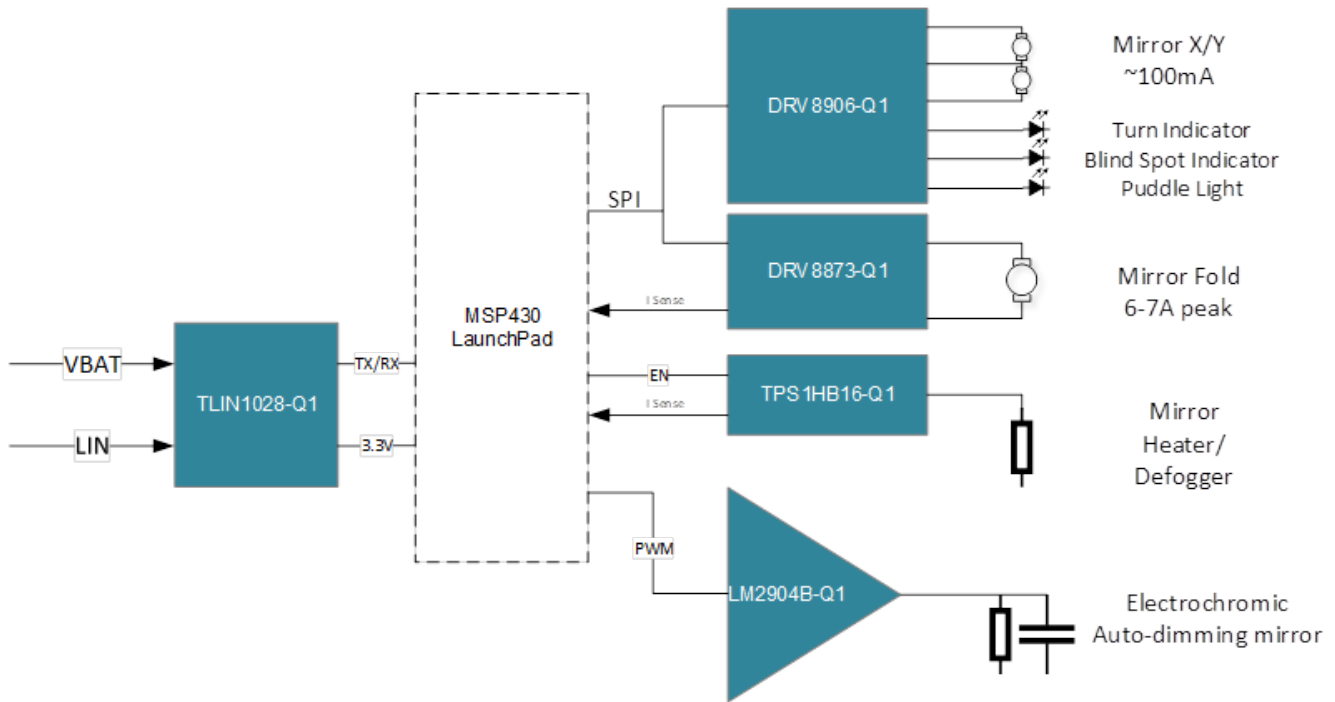 DRV8906-Q1
Mirror X/Y
~100mA
Turn Indicator
Blind Spot Indicator
Puddle Light
SPI
DRV8873-Q1
Mirror Fold
6-7A peak
I Sense
MSP430
LaunchPad
VBAT
TX/RX
TLIN1028-Q1
LIN
3.3V
EN
I Sense
TPS1HB16-Q1
Mirror
Heater/
Defogger
PWM
LM2904B-Q1
Electrochromic
Auto-dimming mirror